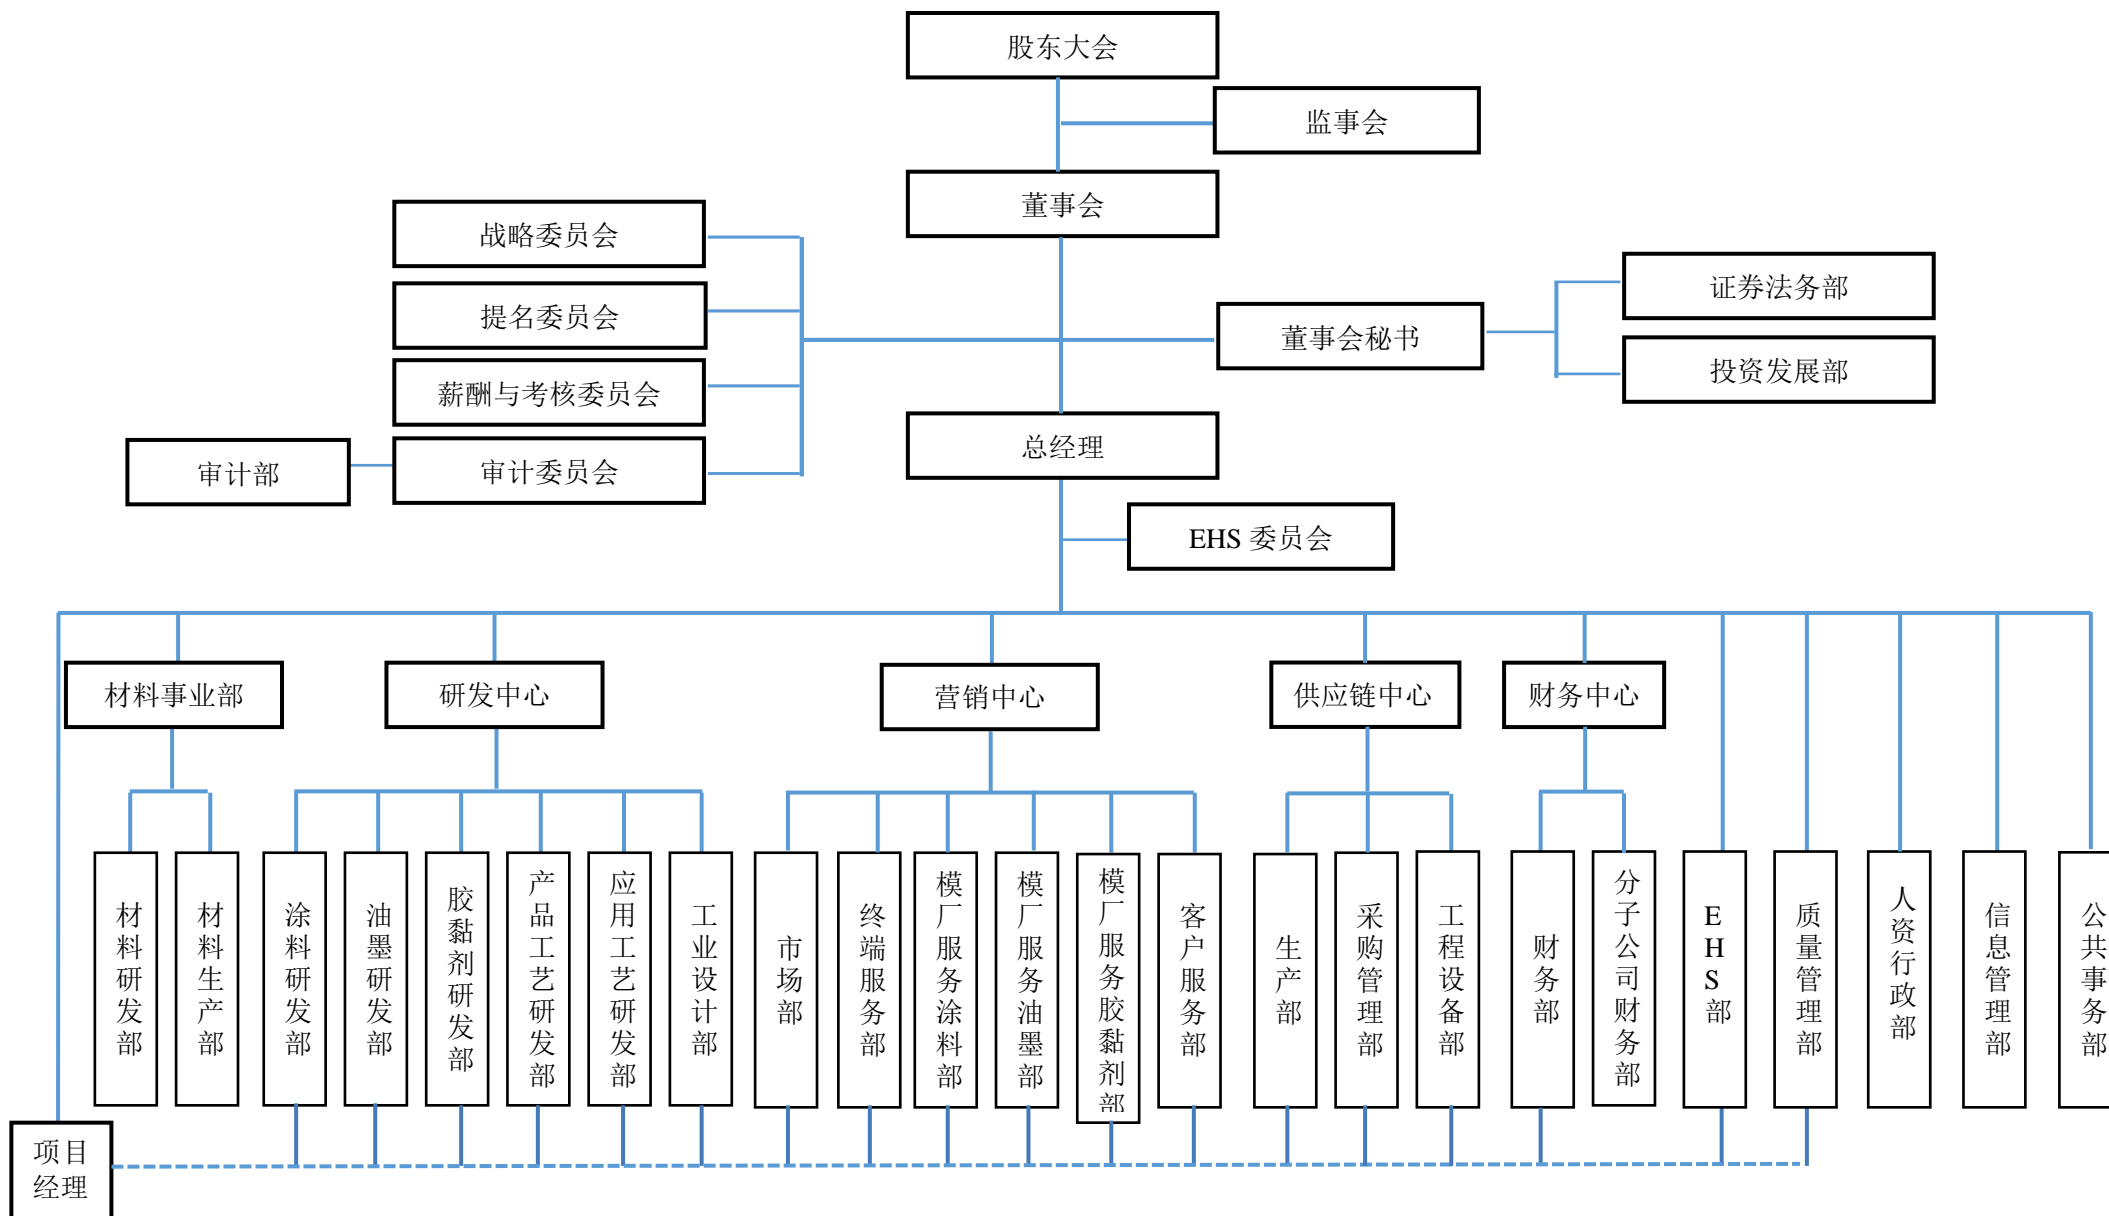 股东大会
监事会
董事会
战略委员会
提名委员会
薪酬与考核委员会
审计委员会
审计部
董事会秘书
证券法务部
投资发展部
总经理
EHS 委员会
材料事业部
研发中心
营销中心
供应链中心
财务中心
材料研发部
材料生产部
涂料研发部
油墨研发部
胶黏剂研发部
产品工艺研发部
应用工艺研发部
工业设计部
市场部
终端服务部
模厂服务涂料部
模厂服务油墨部
模厂服务胶黏剂部
客户服务部
生产部
采购管理部
工程设备部
财务部
分子公司财务部
EHS部
质量管理部
人资行政部
信息管理部
公共事务部
项目
经理